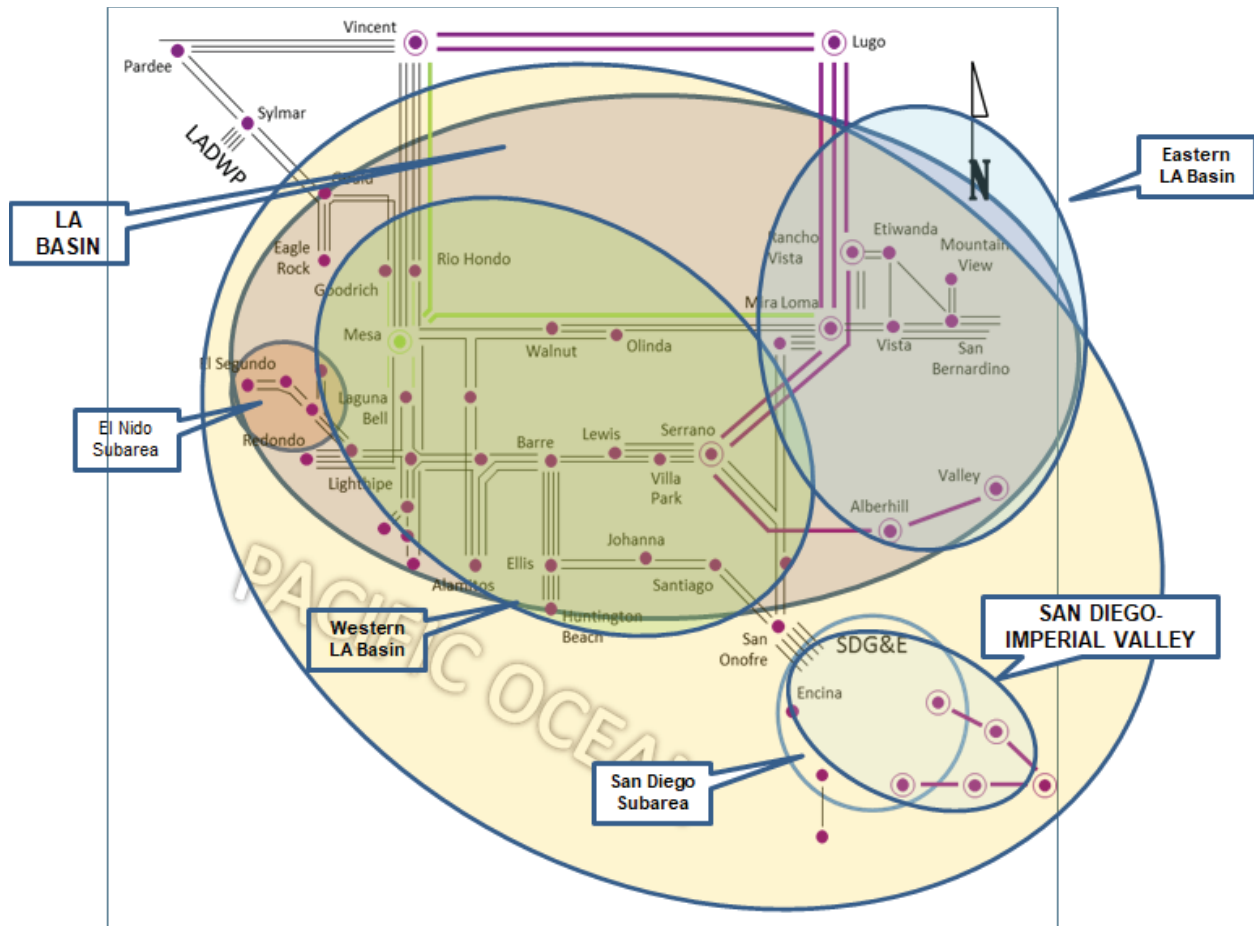 Vincent
Lugo
Pardee
Sylmar
LADWP
Eastern
LA Basin
N
LA
BASIN
Eagle
Rock
Goodrich
Rio Hondo
Rancho
Vista
Etiwanda
Mountain
View
Mira Loma
Mesa
Walnut
Olinda
Vista
San
Bernardino
El Segundo
Laguna
Bell
El Nido
Subarea
Redondo
Lighthipe
Barre
Lewis
Serrano
Villa
Park
Valley
Alberhill
Johanna
Alamitos
Ellis
Santiago
PACIFIC OCEAN
Western
LA Basin
Huntington
Beach
San
Onofre
SDG&E
SAN DIEGO-
IMPERIAL VALLEY
Encina
San Diego
Subarea